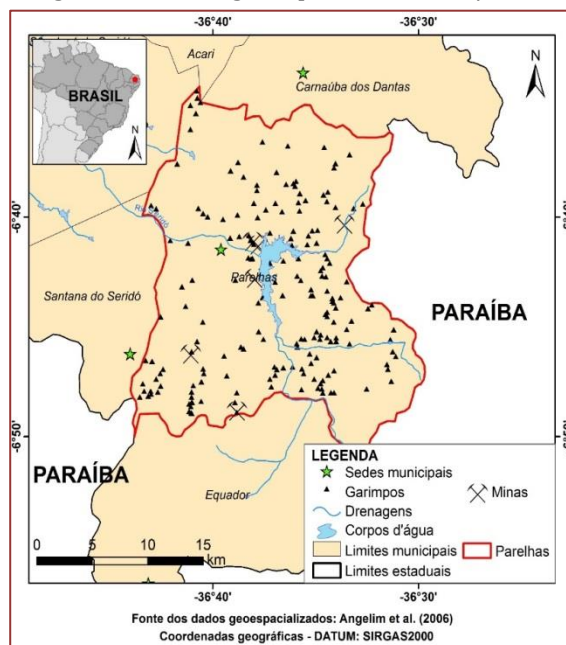 -36°40' -36°30'
Acari
Carnaúba dos Dantas
N
BRASIL
N
-6°40'
Parelhas
Santana do Seridó
PARAÍBA
-6°50'
PARAÍBA
Equador
LEGENDA
Sedes municipais
Garimpos
Minas
Drenagens
Corpos d'água
Limites municipais
Parelhas
Limites estaduais
0 5 10 15
km
-36°40' -36°30'
Fonte dos dados geoespacializados: Angelim et al. (2006)
Coordenadas geográficas - DATUM: SIRGAS2000